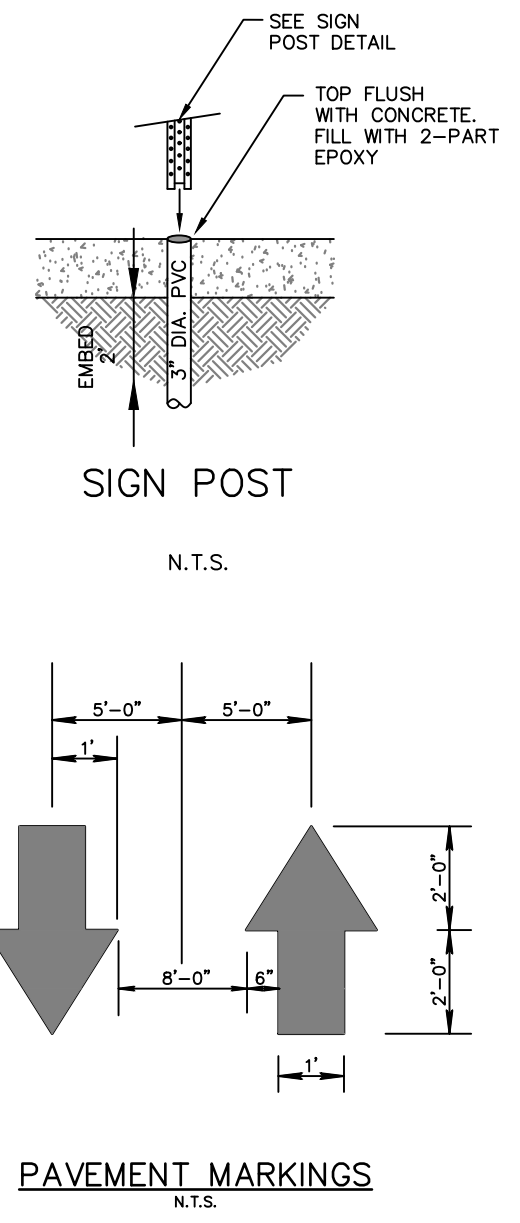 SEE SIGN
POST DETAIL
TOP FLUSH
WITH CONCRETE.
FILL WITH 2-PART
EPOXY
3" DIA. PVC
EMBED
2'
SIGN POST
N.T.S.
5'-0" 5'-0"
1'
2'-0"
8'-0" 6" 2'-0"
1'
PAVEMENT MARKINGS
N.T.S.